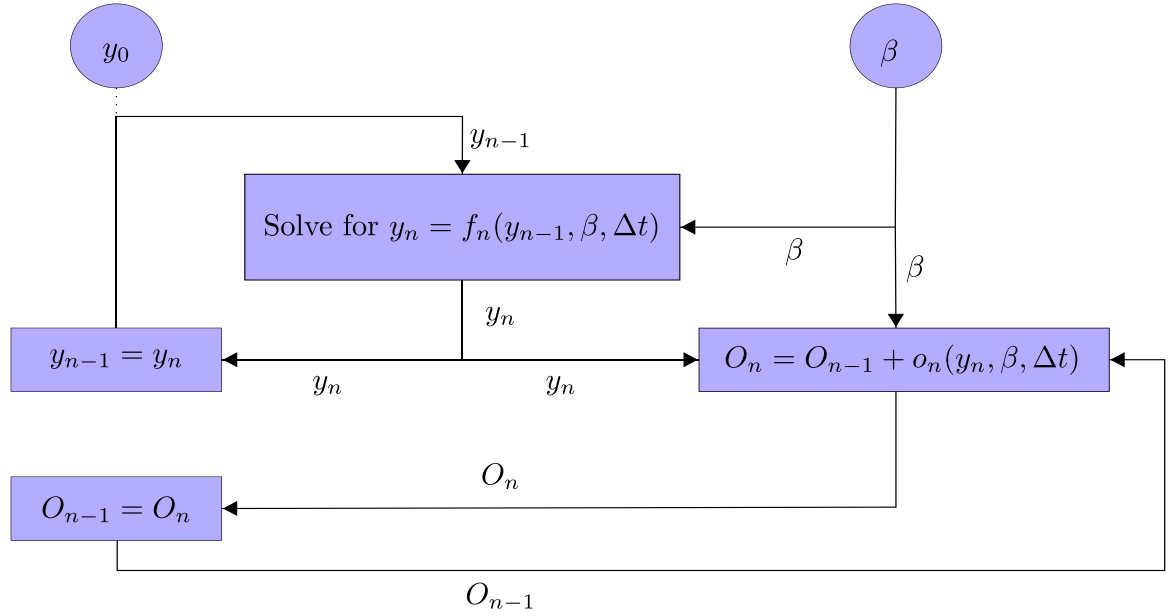 y₀
β
yₙ₋₁
Solve for yₙ = fₙ(yₙ₋₁, β, Δt)
β
β
yₙ
yₙ₋₁ = yₙ
Oₙ = Oₙ₋₁ + oₙ(yₙ, β, Δt)
yₙ
yₙ
Oₙ
Oₙ₋₁ = Oₙ
Oₙ₋₁